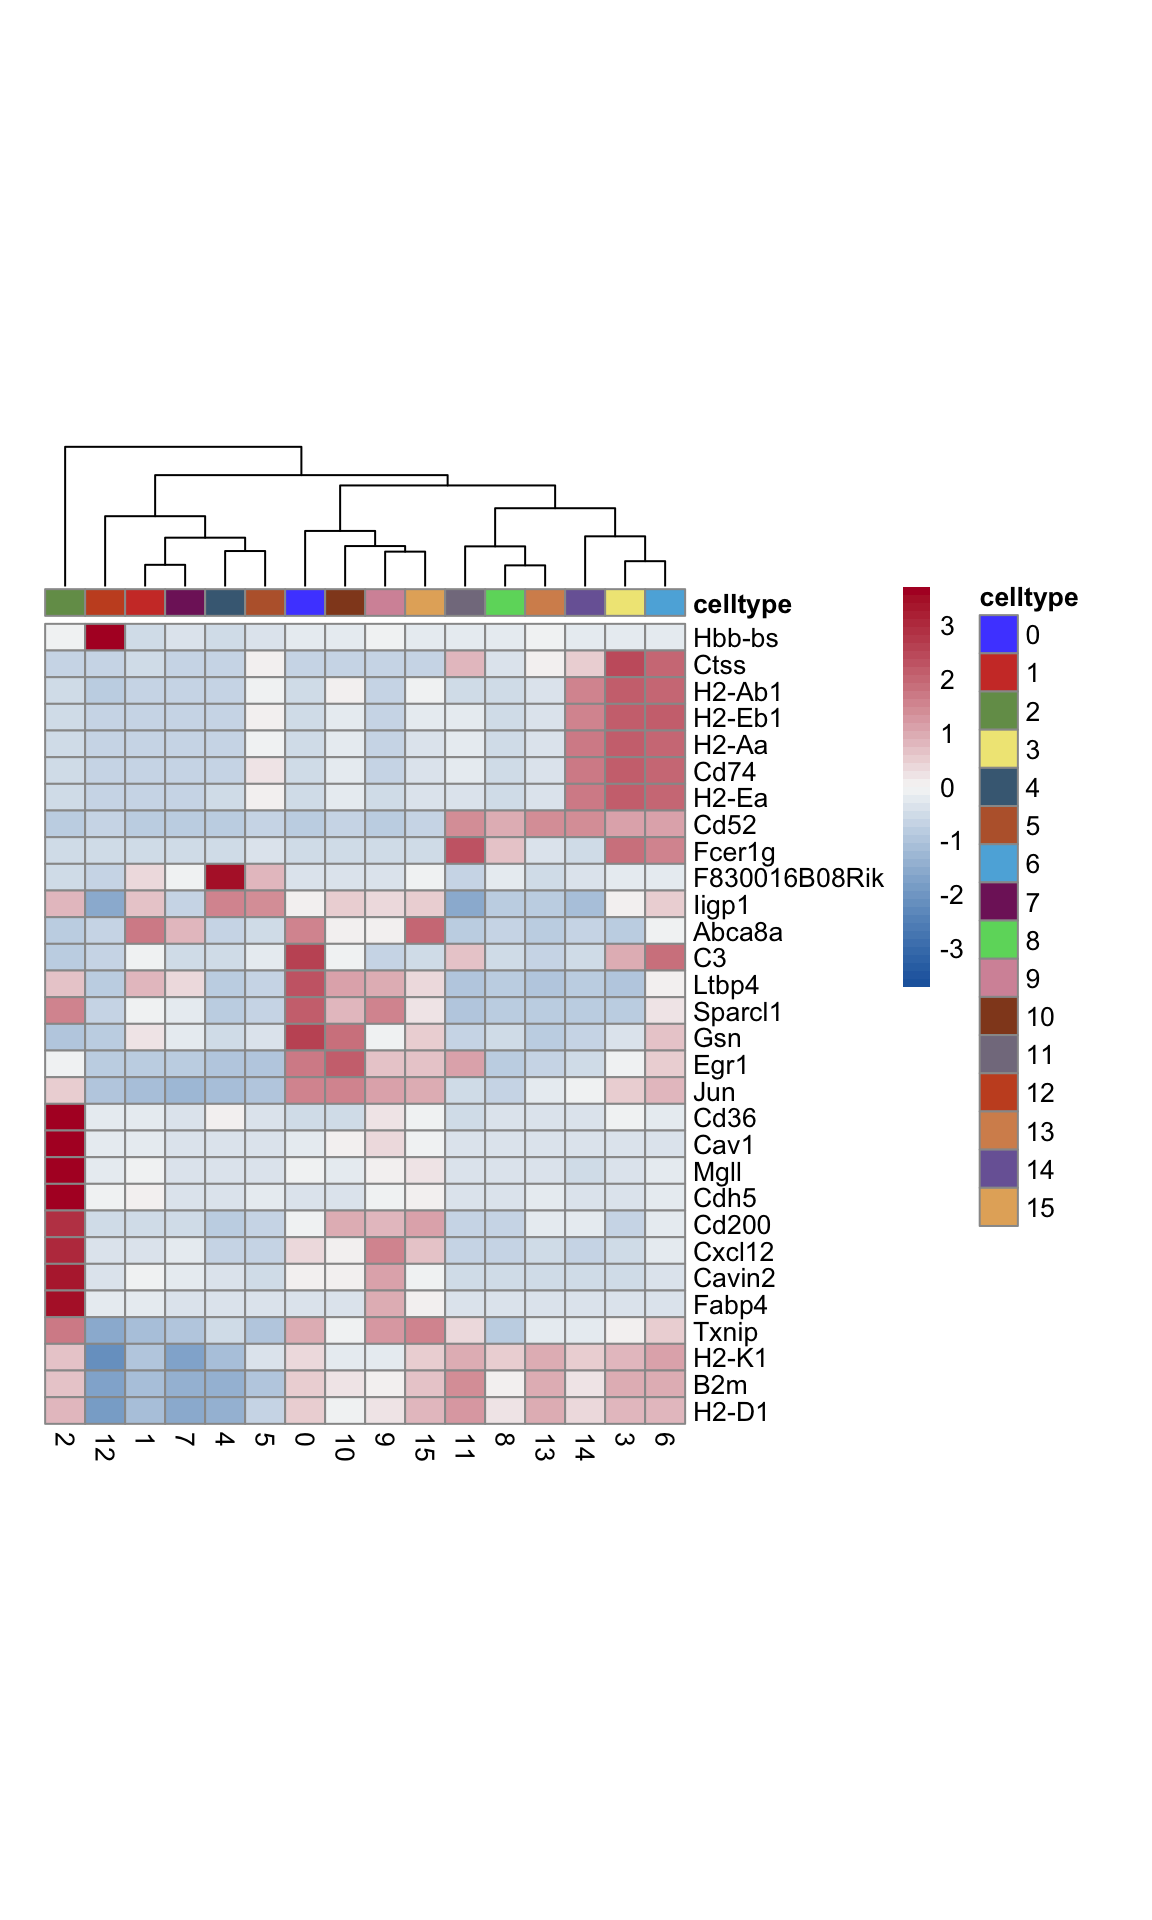 celltype
Hbb-bs
Ctss
H2-Ab1
H2-Eb1
H2-Aa
Cd74
H2-Ea
Cd52
Fcer1g
F830016B08Rik
Iigp1
Abca8a
C3
Ltbp4
Sparcl1
Gsn
Egr1
Jun
Cd36
Cav1
Mgll
Cdh5
Cd200
Cxcl12
Cavin2
Fabp4
Txnip
H2-K1
B2m
H2-D1
2 12 1 7 4 5 0 10 9 15 11 8 13 14 3 6
3
2
1
0
-1
-2
-3
celltype
0
1
2
3
4
5
6
7
8
9
10
11
12
13
14
15